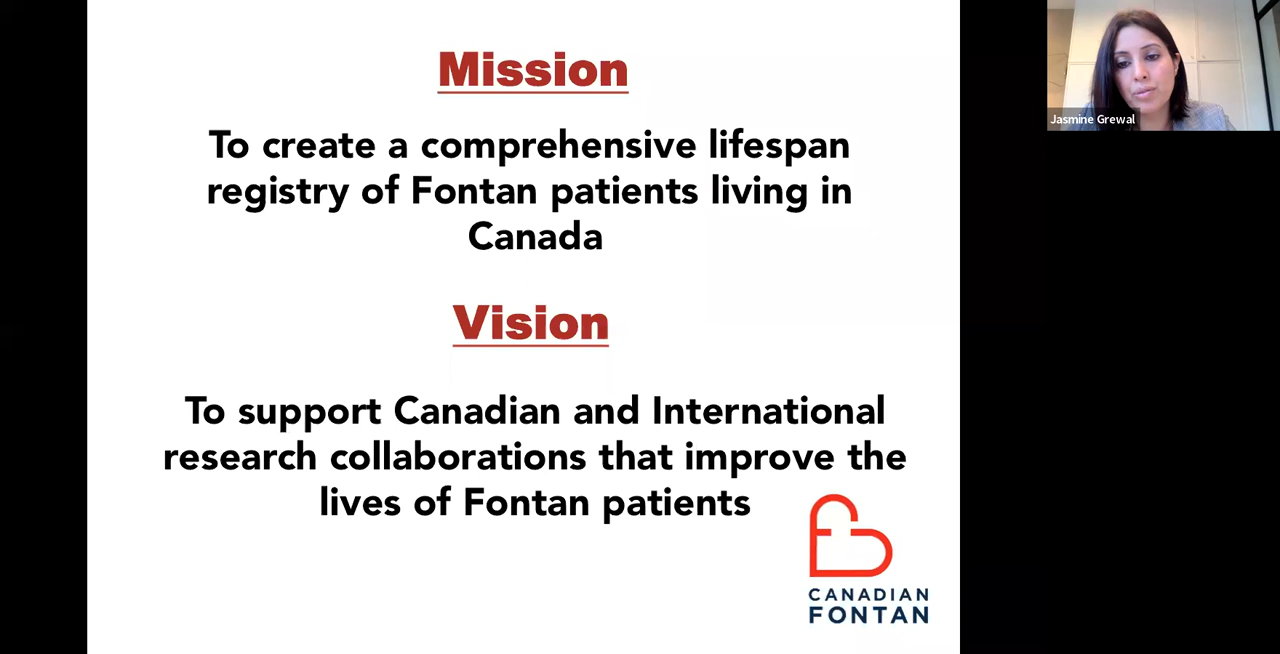 Mission
To create a comprehensive lifespan
registry of Fontan patients living in
Canada
Vision
To support Canadian and International
research collaborations that improve the
lives of Fontan patients
CANADIAN
FONTAN
Jasmine Grewal